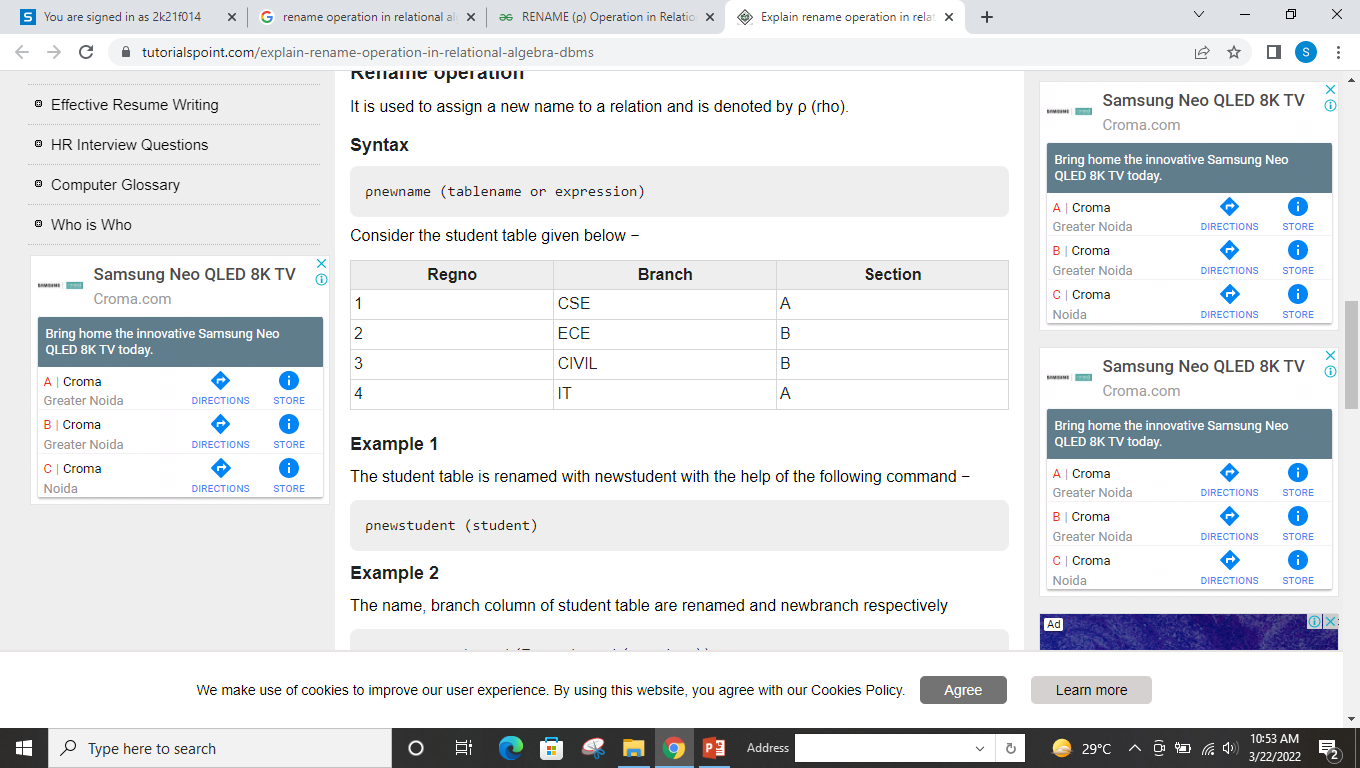 You are signed in as 2k21f014
rename operation in relational al
RENAME (ρ) Operation in Relatio
Explain rename operation in relat
tutorialspoint.com/explain-rename-operation-in-relational-algebra-dbms
S
Effective Resume Writing
HR Interview Questions
Computer Glossary
Who is Who
Samsung Neo QLED 8K TV
Croma.com
Bring home the innovative Samsung Neo
QLED 8K TV today.
A | Croma
Greater Noida
DIRECTIONS STORE
B | Croma
Greater Noida
DIRECTIONS STORE
C | Croma
Noida
DIRECTIONS STORE
Rename operation
It is used to assign a new name to a relation and is denoted by ρ (rho).
Syntax
ρnewname (tablename or expression)
Consider the student table given below −
Regno Branch Section
1 CSE A
2 ECE B
3 CIVIL B
4 IT A
Example 1
The student table is renamed with newstudent with the help of the following command −
ρnewstudent (student)
Example 2
The name, branch column of student table are renamed and newbranch respectively
Samsung Neo QLED 8K TV
Croma.com
Bring home the innovative Samsung Neo
QLED 8K TV today.
A | Croma
Greater Noida
DIRECTIONS STORE
B | Croma
Greater Noida
DIRECTIONS STORE
C | Croma
Noida
DIRECTIONS STORE
Samsung Neo QLED 8K TV
Croma.com
Bring home the innovative Samsung Neo
QLED 8K TV today.
A | Croma
Greater Noida
DIRECTIONS STORE
B | Croma
Greater Noida
DIRECTIONS STORE
C | Croma
Noida
DIRECTIONS STORE
Ad
We make use of cookies to improve our user experience. By using this website, you agree with our Cookies Policy.
Agree
Learn more
Type here to search
Address
29°C
10:53 AM
3/22/2022
2